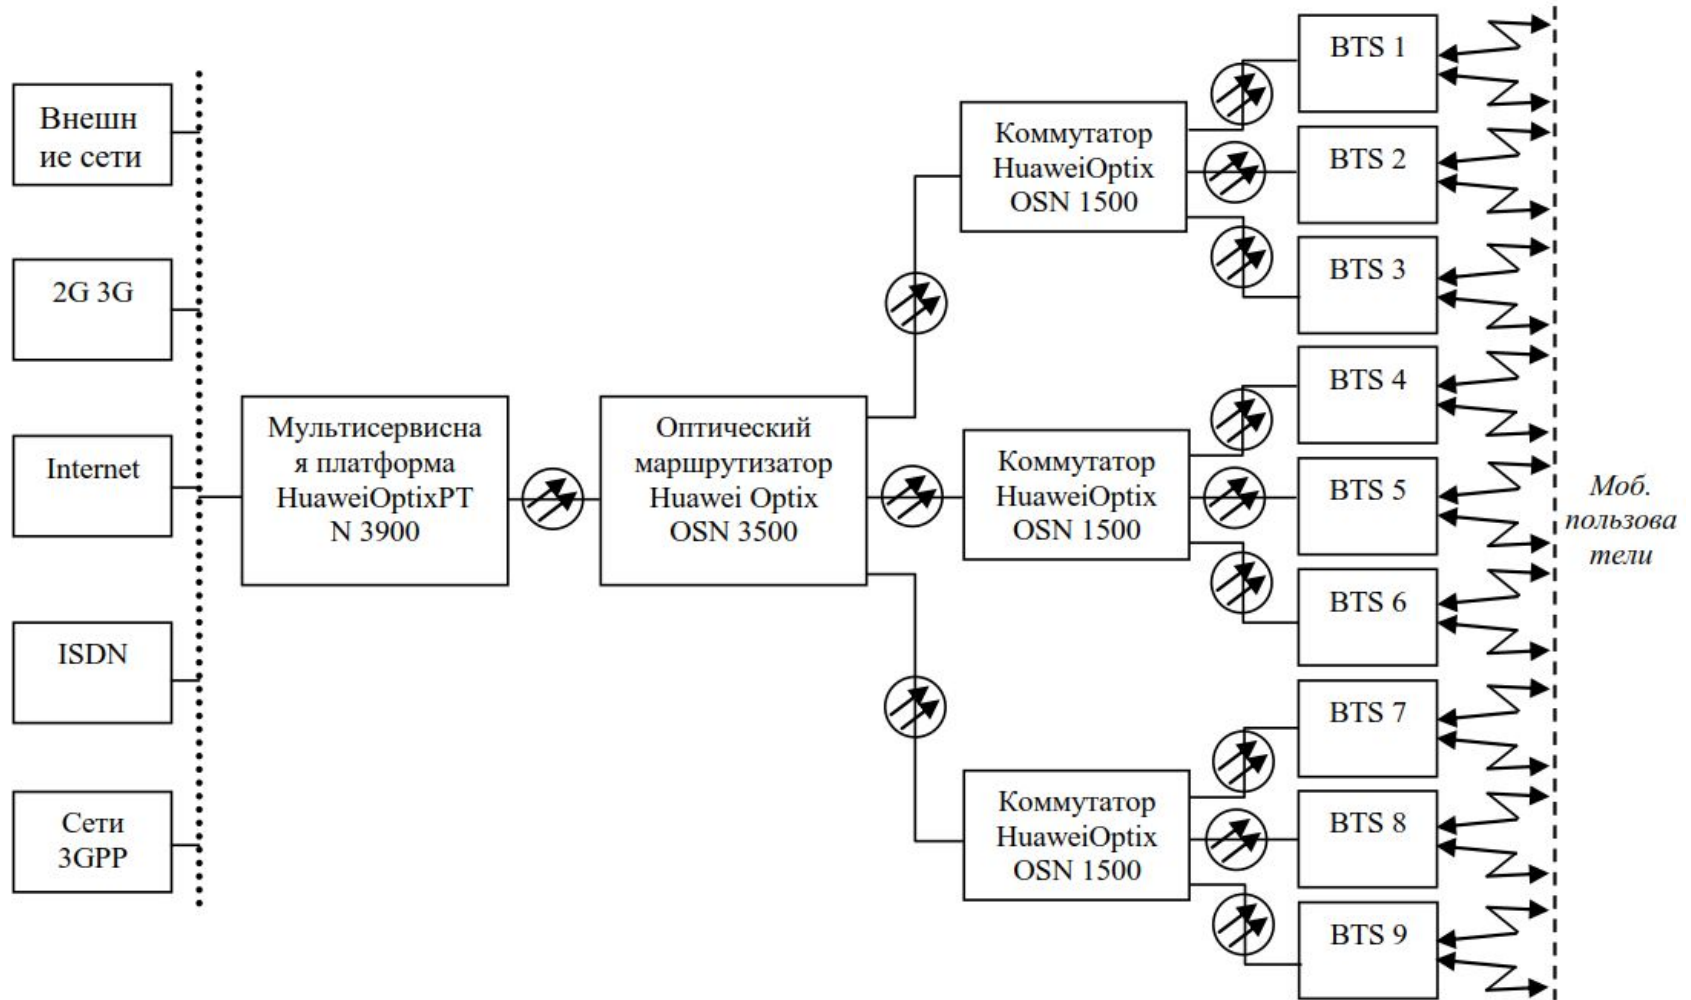 Внешн
ие сети
2G 3G
Internet
ISDN
Сети
3GPP
Мультисервисна
я платформа
HuaweiOptixPT
N 3900
Оптический
маршрутизатор
Huawei Optix
OSN 3500
Коммутатор
HuaweiOptix
OSN 1500
Коммутатор
HuaweiOptix
OSN 1500
Коммутатор
HuaweiOptix
OSN 1500
BTS 1
BTS 2
BTS 3
BTS 4
BTS 5
BTS 6
BTS 7
BTS 8
BTS 9
Моб.
пользова
тели